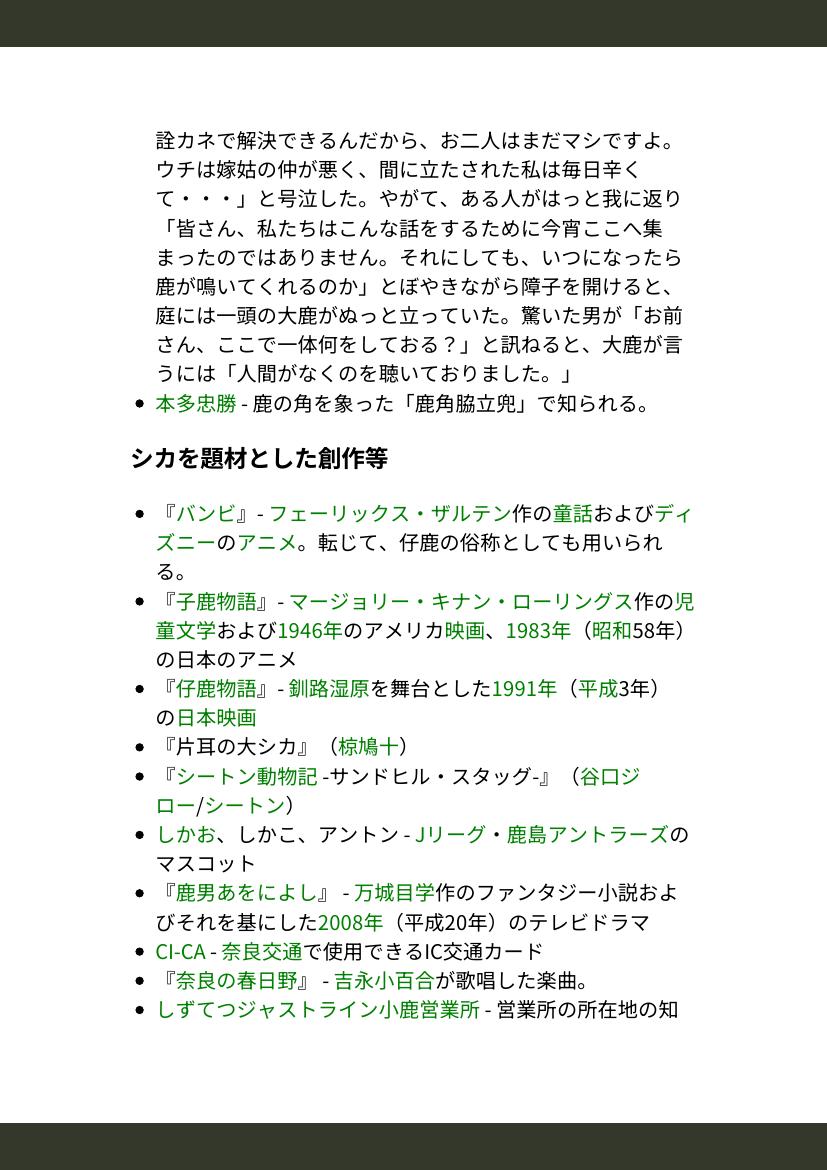 詮カネで解決できるんだから、お二人はまだマシですよ。
ウチは嫁姑の仲が悪く、間に立たされた私は毎日辛く
て・・・」と号泣した。やがて、ある人がはっと我に返り
「皆さん、私たちはこんな話をするために今宵ここへ集
まったのではありません。それにしても、いつになったら
鹿が鳴いてくれるのか」とぼやきながら障子を開けると、
庭には一頭の大鹿がぬっと立っていた。驚いた男が「お前
さん、ここで一体何をしておる？」と訊ねると、大鹿が言
うには「人間がなくのを聴いておりました。」
• 本多忠勝 - 鹿の角を象った「鹿角脇立兜」で知られる。
シカを題材とした創作等
• 『バンビ』- フェーリックス・ザルテン作の童話およびディ
ズニーのアニメ。転じて、仔鹿の俗称としても用いられ
る。
• 『子鹿物語』- マージョリー・キナン・ローリングス作の児
童文学および1946年のアメリカ映画、1983年（昭和58年）
の日本のアニメ
• 『仔鹿物語』- 釧路湿原を舞台とした1991年（平成3年）
の日本映画
• 『片耳の大シカ』（椋鳩十）
• 『シートン動物記 -サンドヒル・スタッグ-』（谷口ジ
ロー/シートン）
• しかお、しかこ、アントン - Jリーグ・鹿島アントラーズの
マスコット
• 『鹿男あをによし』 - 万城目学作のファンタジー小説およ
びそれを基にした2008年（平成20年）のテレビドラマ
• CI-CA - 奈良交通で使用できるIC交通カード
• 『奈良の春日野』 - 吉永小百合が歌唱した楽曲。
• しずてつジャストライン小鹿営業所 - 営業所の所在地の知